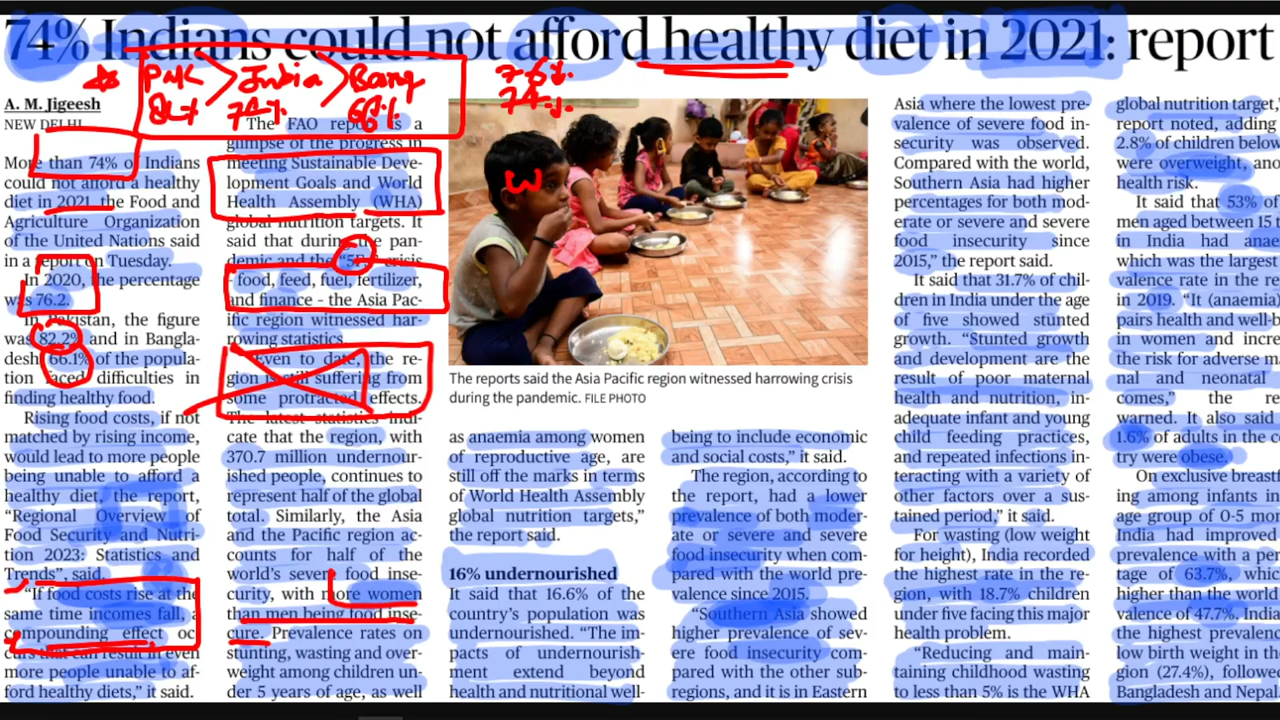 74% Indians could not afford healthy diet in 2021: report
Pak > India > Bang
82% 74% 66%
76%
74%
A. M. Jigeesh
NEW DELHI
More than 74% of Indians
could not afford a healthy
diet in 2021, the Food and
Agriculture Organization
of the United Nations said
in a report on Tuesday.
In 2020, the percentage
was 76.2.
In Pakistan, the figure
was 82.2% and in Bangla-
desh 66.1% of the popula-
tion faced difficulties in
finding healthy food.
Rising food costs, if not
matched by rising income,
would lead to more people
being unable to afford a
healthy diet, the report,
“Regional Overview of
Food Security and Nutri-
tion 2023: Statistics and
Trends”, said.
“If food costs rise at the
same time incomes fall, a
compounding effect oc
curs that can result in even
more people unable to af-
ford healthy diets,” it said.
The FAO report is a
glimpse of the progress in
meeting Sustainable Deve-
lopment Goals and World
Health Assembly (WHA)
global nutrition targets. It
said that during the pan-
demic and the “5F” crisis
- food, feed, fuel, fertilizer,
and finance - the Asia Pac-
ific region witnessed har-
rowing statistics.
Even to date, the re-
gion is still suffering from
some protracted effects.
The latest statistics indi-
cate that the region, with
370.7 million undernour-
ished people, continues to
represent half of the global
total. Similarly, the Asia
and the Pacific region ac-
counts for half of the
world's severe food inse-
curity, with more women
than men being food inse-
cure. Prevalence rates on
stunting, wasting and over-
weight among children un-
der 5 years of age, as well
W
The reports said the Asia Pacific region witnessed harrowing crisis
during the pandemic. FILE PHOTO
as anaemia among women
of reproductive age, are
still off the marks in terms
of World Health Assembly
global nutrition targets,”
the report said.
16% undernourished
It said that 16.6% of the
country's population was
undernourished. “The im-
pacts of undernourish-
ment extend beyond
health and nutritional well-
being to include economic
and social costs,” it said.
The region, according to
the report, had a lower
prevalence of both moder-
ate or severe and severe
food insecurity when com-
pared with the world pre-
valence since 2015.
“Southern Asia showed
higher prevalence of sev-
ere food insecurity com-
pared with the other sub-
regions, and it is in Eastern
Asia where the lowest pre-
valence of severe food in-
security was observed.
Compared with the world,
Southern Asia had higher
percentages for both mod-
erate or severe and severe
food insecurity since
2015,” the report said.
It said that 31.7% of chil-
dren in India under the age
of five showed stunted
growth. “Stunted growth
and development are the
result of poor maternal
health and nutrition, in-
adequate infant and young
child feeding practices,
and repeated infections in-
teracting with a variety of
other factors over a sus-
tained period,” it said.
For wasting (low weight
for height), India recorded
the highest rate in the re-
gion, with 18.7% children
under five facing this major
health problem.
“Reducing and main-
taining childhood wasting
to less than 5% is the WHA
global nutrition target,”
report noted, adding
2.8% of children below
were overweight, and
health risk.
It said that 53% of
men aged between 15
in India had anae
which was the largest
valence rate in the re
in 2019. “It (anaemia)
pairs health and well-b
in women and incre
the risk for adverse m
nal and neonatal
comes,” the re
warned. It also said
1.6% of adults in the c
try were obese.
On exclusive breast
ing among infants in
age group of 0-5 mon
India had improved
prevalence with a per
tage of 63.7%, whic
higher than the world
valence of 47.7%. India
the highest prevalenc
low birth weight in the
gion (27.4%), followed
Bangladesh and Nepal.